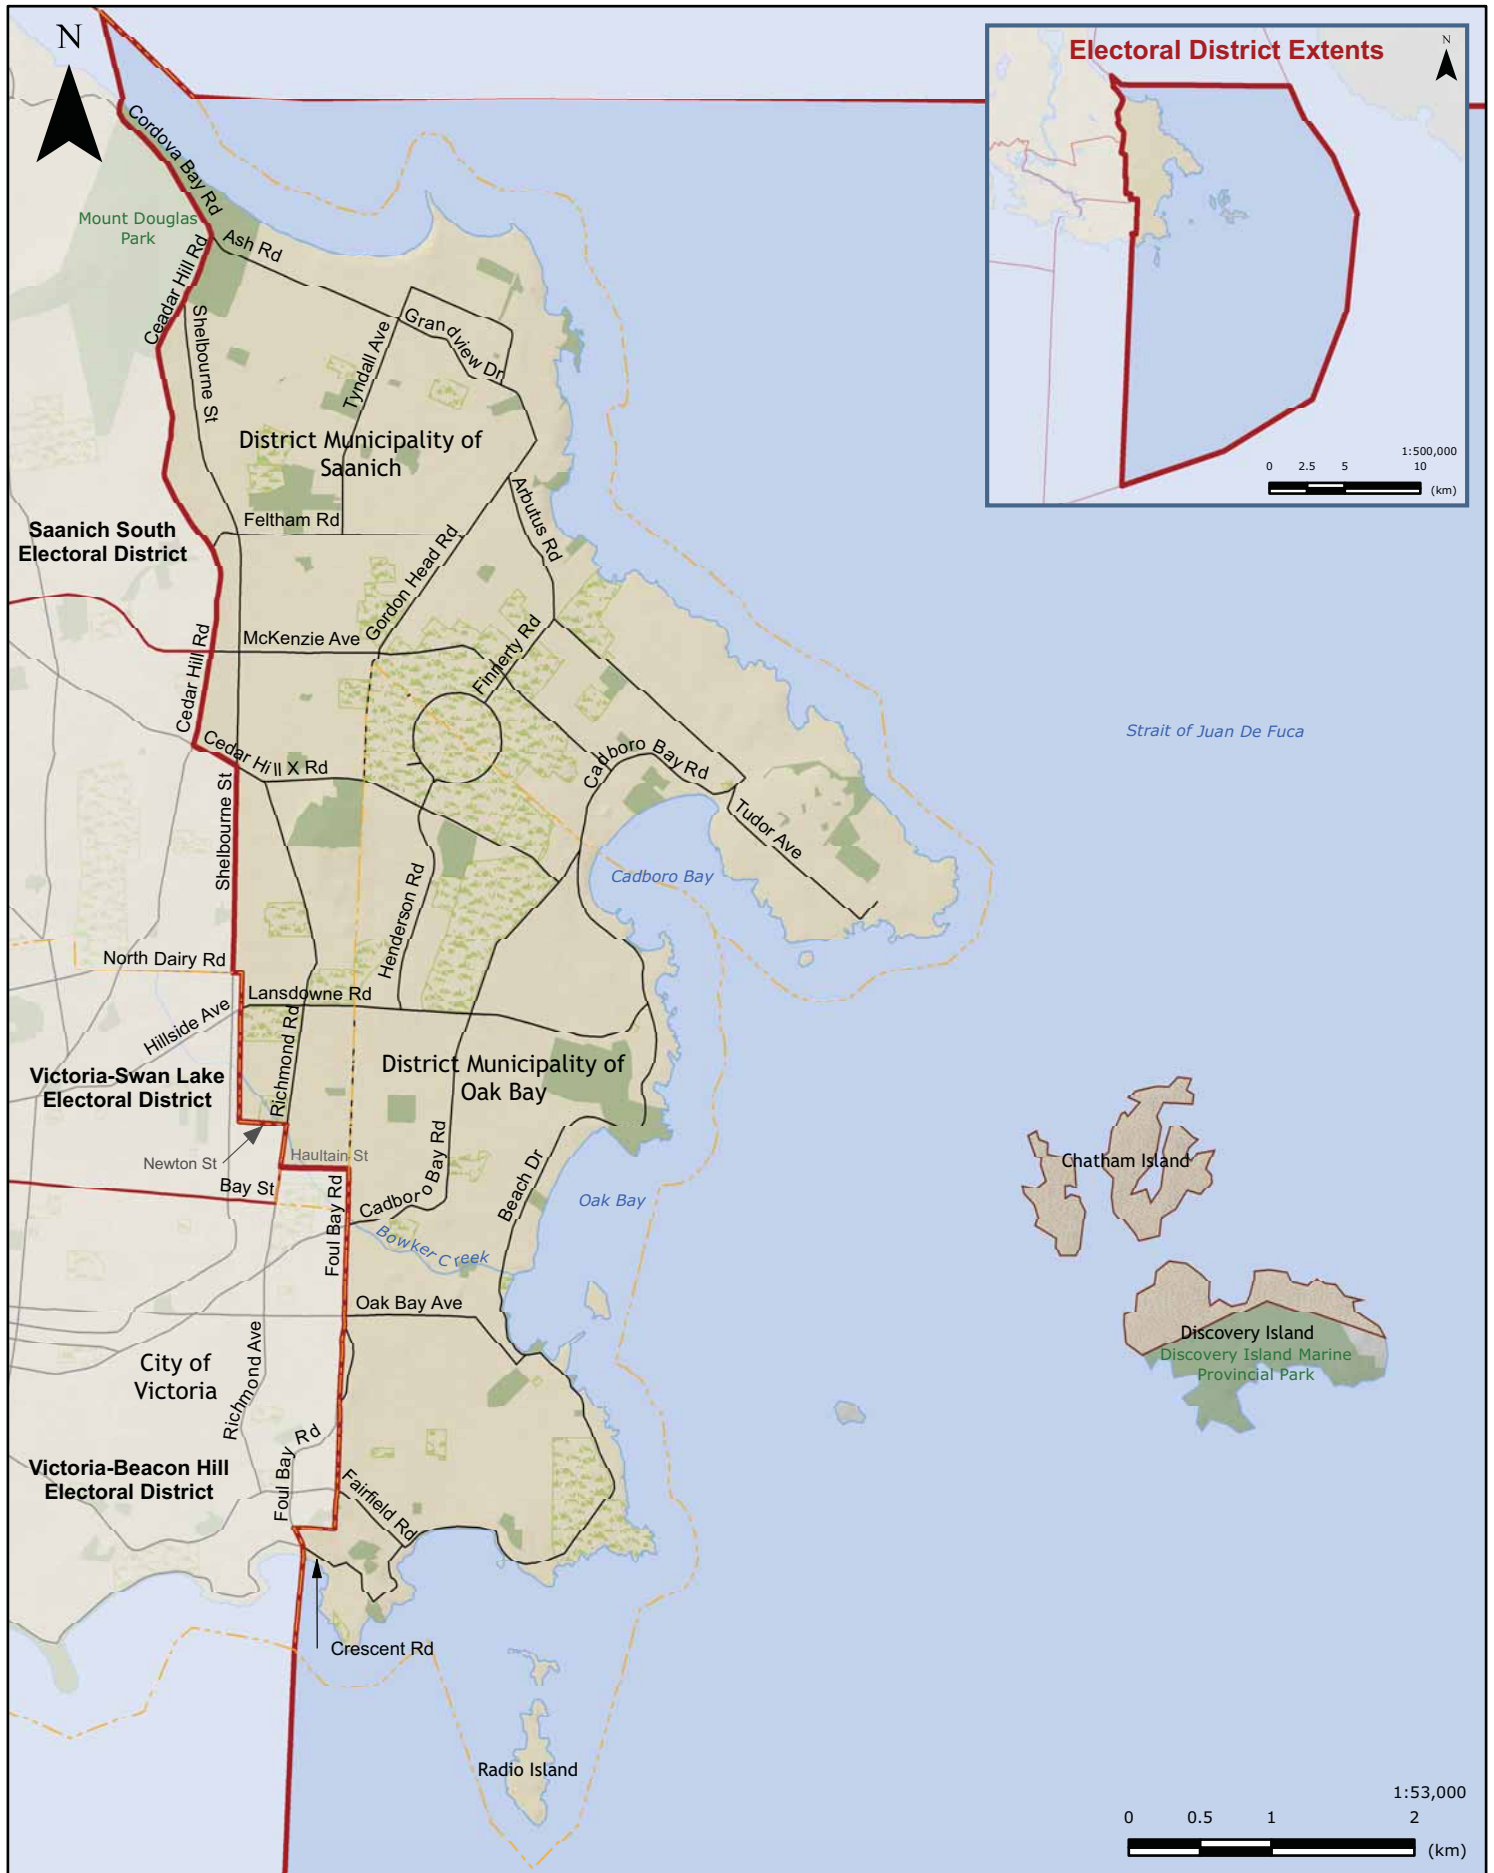 N
Electoral District Extents
N
1:500,000
0 2.5 5 10
(km)
Cordova Bay Rd
Mount Douglas
Park
Ash Rd
Ceadar Hill Rd
Shelbourne St
Tyndall Ave
Grandview Dr
District Municipality of
Saanich
Arbutus Rd
Feltham Rd
Saanich South
Electoral District
Gordon Head Rd
McKenzie Ave
Finnerty Rd
Cedar Hill Rd
Cedar Hill X Rd
Cadboro Bay Rd
Strait of Juan De Fuca
Shelbourne St
Tudor Ave
Cadboro Bay
Henderson Rd
North Dairy Rd
Lansdowne Rd
Hillside Ave
Richmond Rd
District Municipality of
Oak Bay
Victoria-Swan Lake
Electoral District
Newton St
Haultain St
Bay St
Cadboro Bay Rd
Beach Dr
Oak Bay
Chatham Island
Foul Bay Rd
Bowker Creek
Oak Bay Ave
City of
Victoria
Richmond Ave
Discovery Island
Discovery Island Marine
Provincial Park
Foul Bay Rd
Victoria-Beacon Hill
Electoral District
Fairfield Rd
Crescent Rd
Radio Island
1:53,000
0 0.5 1 2
(km)